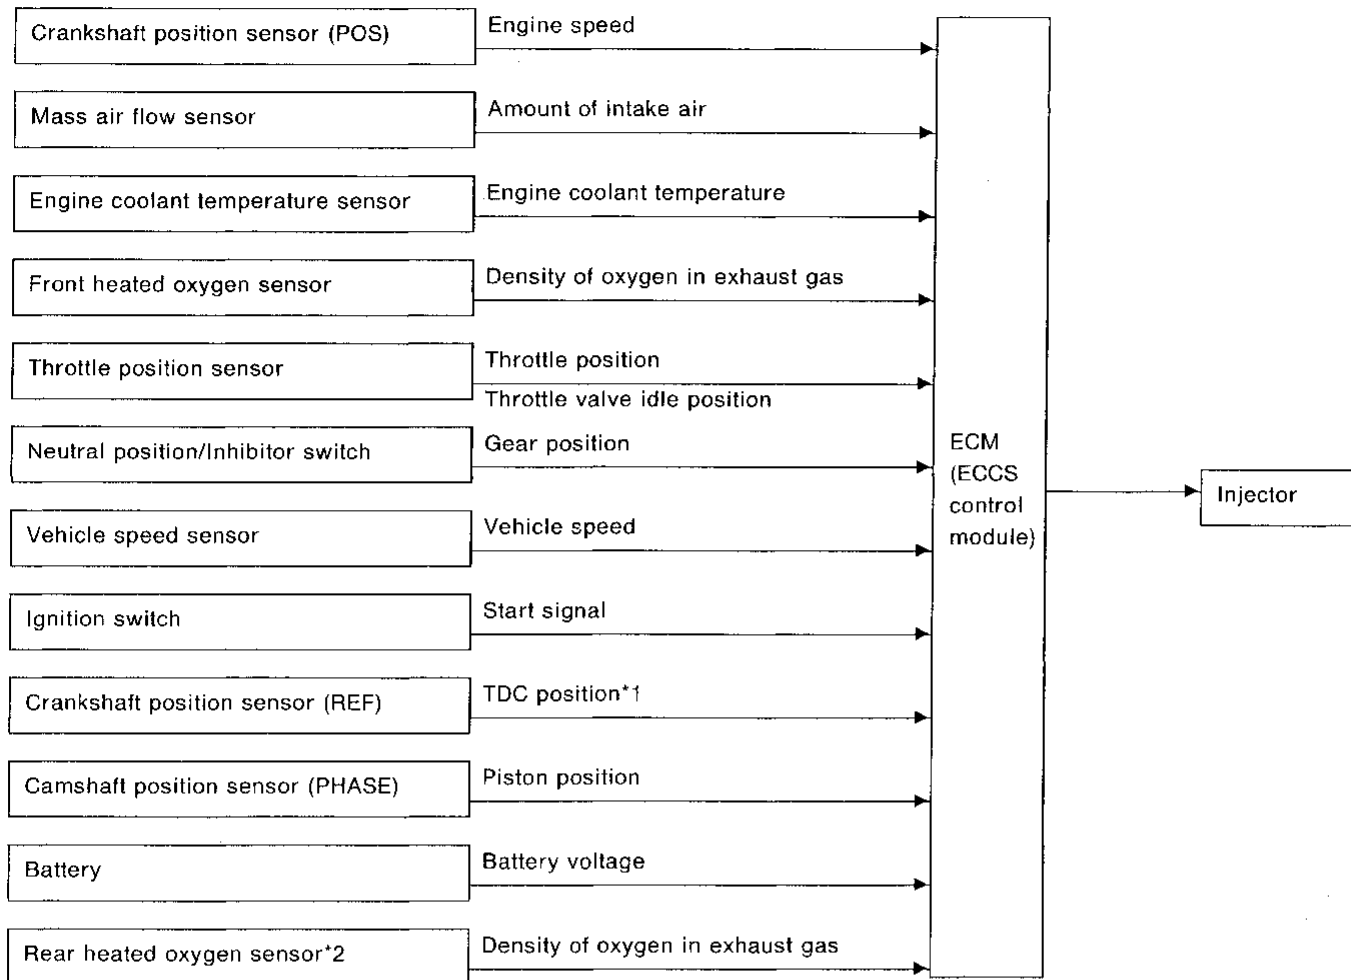 Crankshaft position sensor (POS)
Engine speed
Mass air flow sensor
Amount of intake air
Engine coolant temperature sensor
Engine coolant temperature
Front heated oxygen sensor
Density of oxygen in exhaust gas
Throttle position sensor
Throttle position
Throttle valve idle position
Neutral position/Inhibitor switch
Gear position
Vehicle speed sensor
Vehicle speed
Ignition switch
Start signal
Crankshaft position sensor (REF)
TDC position*1
Camshaft position sensor (PHASE)
Piston position
Battery
Battery voltage
Rear heated oxygen sensor*2
Density of oxygen in exhaust gas
ECM
(ECCS
control
module)
Injector